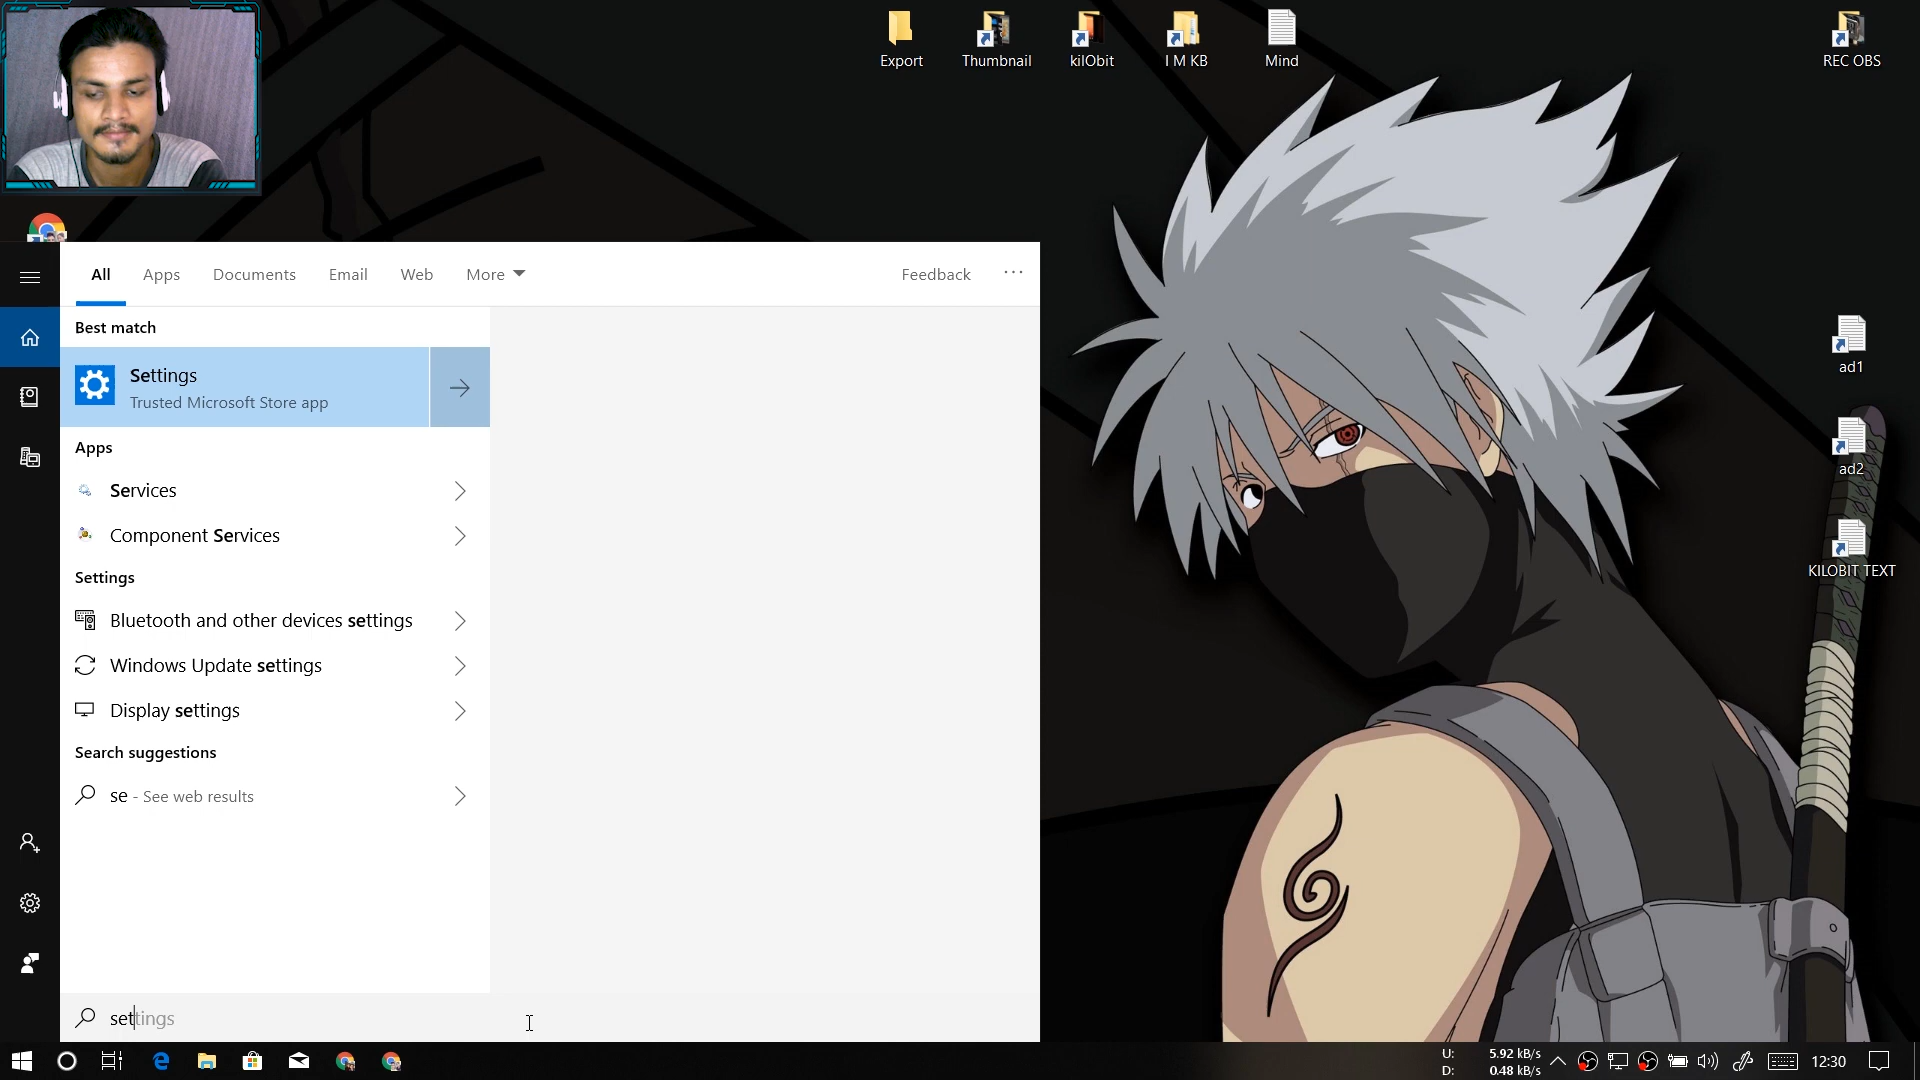 Export
Thumbnail
kilObit
I M KB
Mind
REC OBS
All
Apps
Documents
Email
Web
More
Feedback
Best match
Settings
Trusted Microsoft Store app
Apps
Services
Component Services
Settings
Bluetooth and other devices settings
Windows Update settings
Display settings
Search suggestions
se - See web results
settings
ad1
ad2
KILOBIT TEXT
U: 5.92 kB/s
D: 0.48 kB/s
12:30